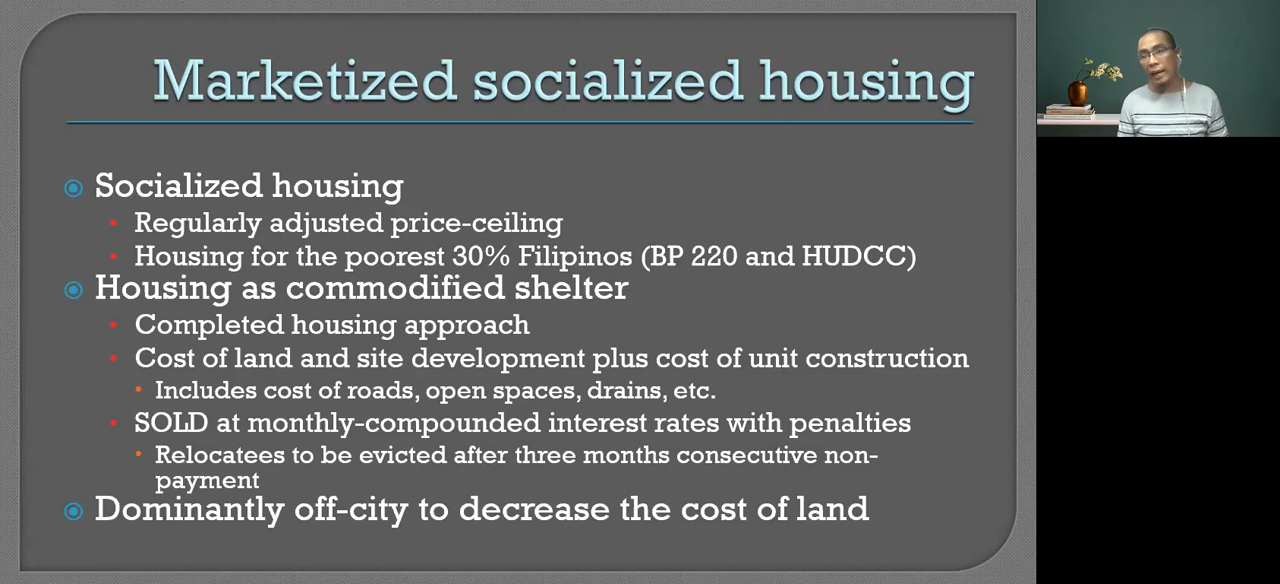 Marketized socialized housing
Socialized housing
Regularly adjusted price-ceiling
Housing for the poorest 30% Filipinos (BP 220 and HUDCC)
Housing as commodified shelter
Completed housing approach
Cost of land and site development plus cost of unit construction
Includes cost of roads, open spaces, drains, etc.
SOLD at monthly-compounded interest rates with penalties
Relocatees to be evicted after three months consecutive non-
payment
Dominantly off-city to decrease the cost of land